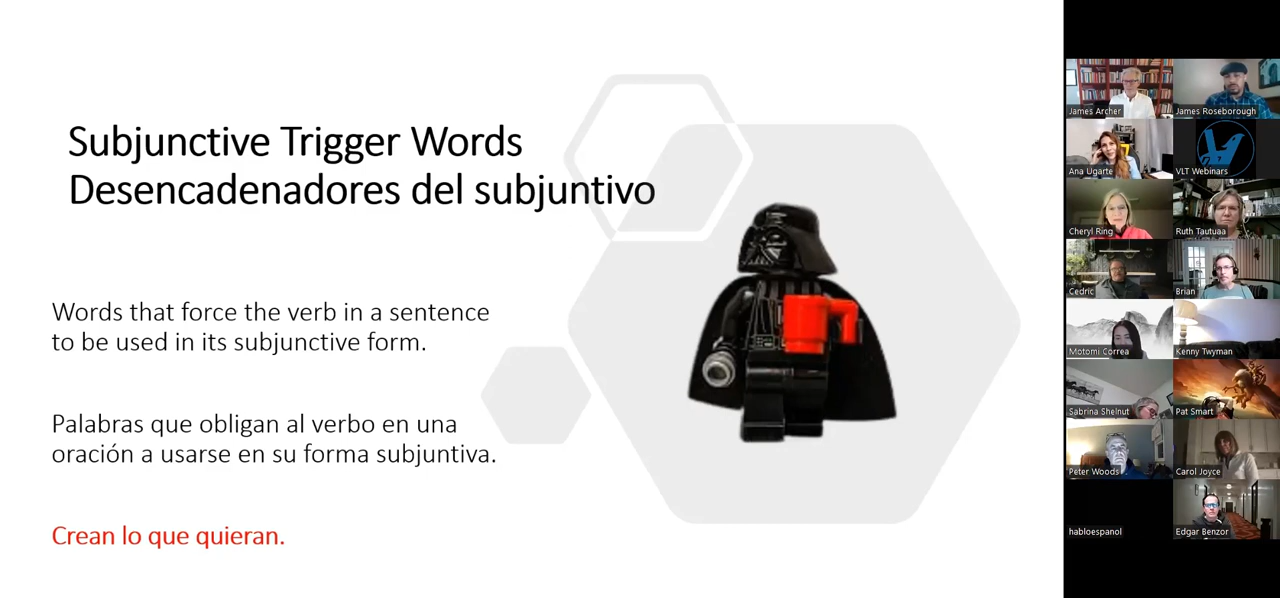 Subjunctive Trigger Words
Desencadenadores del subjuntivo
Words that force the verb in a sentence
to be used in its subjunctive form.
Palabras que obligan al verbo en una
oración a usarse en su forma subjuntiva.
Crean lo que quieran.
James Archer
James Roseborough
Ana Ugarte
VLT Webinars
Cheryl Ring
Ruth Tautuaa
Cedric
Brian
Motomi Correa
Kenny Twyman
Sabrina Shelnut
Pat Smart
Peter Woods
Carol Joyce
habloespanol
Edgar Benzor